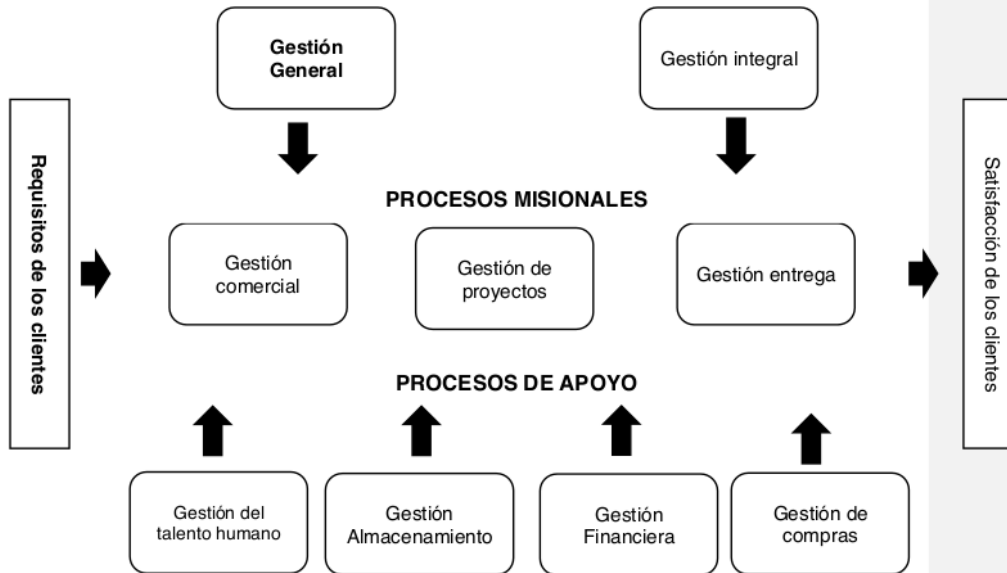 Gestión
General
Gestión integral
Requisitos de los clientes
PROCESOS MISIONALES
Gestión
comercial
Gestión de
proyectos
Gestión entrega
Satisfacción de los clientes
PROCESOS DE APOYO
Gestión del
talento humano
Gestión
Almacenamiento
Gestión
Financiera
Gestión de
compras